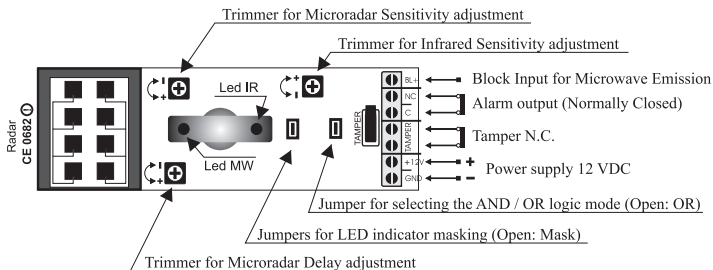 Trimmer for Microradar Sensitivity adjustment
Trimmer for Infrared Sensitivity adjustment
Led IR
Led MW
Radar
CE 0682
TAMPER
BL+
NC
C
TAMPER
TAMPER
+12V
GND
Block Input for Microwave Emission
Alarm output (Normally Closed)
Tamper N.C.
+
Power supply 12 VDC
−
Jumper for selecting the AND / OR logic mode (Open: OR)
Jumpers for LED indicator masking (Open: Mask)
Trimmer for Microradar Delay adjustment